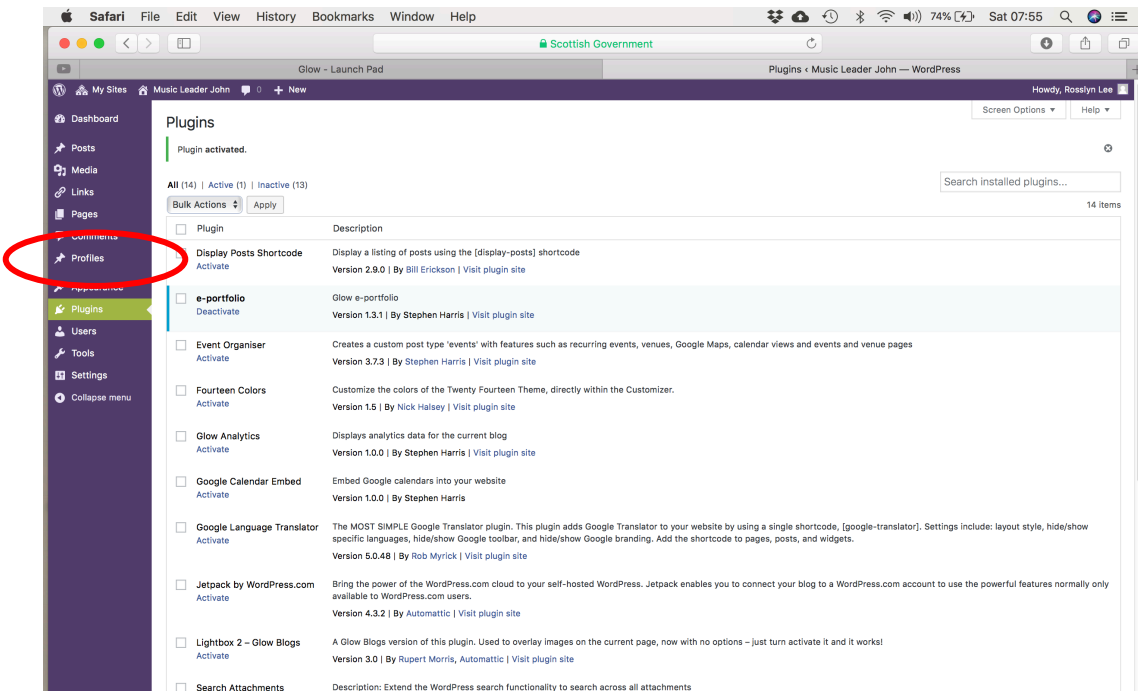 Safari File Edit View History Bookmarks Window Help 74% Sat 07:55
Scottish Government
Glow - Launch Pad Plugins ‹ Music Leader John — WordPress
My Sites Music Leader John 0 + New Howdy, Rosslyn Lee
Screen Options ▼ Help ▼
Dashboard
Posts
Media
Links
Pages
Comments
Profiles
Appearance
Plugins
Users
Tools
Settings
Collapse menu
Plugins
Plugin activated.
All (14) | Active (1) | Inactive (13)
Search installed plugins...
Bulk Actions Apply 14 items
Plugin Description
Display Posts Shortcode Display a listing of posts using the [display-posts] shortcode
Activate
Version 2.9.0 | By Bill Erickson | Visit plugin site
e-portfolio Glow e-portfolio
Deactivate
Version 1.3.1 | By Stephen Harris | Visit plugin site
Event Organiser Creates a custom post type 'events' with features such as recurring events, venues, Google Maps, calendar views and events and venue pages
Activate
Version 3.7.3 | By Stephen Harris | Visit plugin site
Fourteen Colors Customize the colors of the Twenty Fourteen Theme, directly within the Customizer.
Activate
Version 1.5 | By Nick Halsey | Visit plugin site
Glow Analytics Displays analytics data for the current blog
Activate
Version 1.0.0 | By Stephen Harris | Visit plugin site
Google Calendar Embed Embed Google calendars into your website
Activate
Version 1.0.0 | By Stephen Harris
Google Language Translator The MOST SIMPLE Google Translator plugin. This plugin adds Google Translator to your website by using a single shortcode, [google-translator]. Settings include: layout style, hide/show
Activate specific languages, hide/show Google toolbar, and hide/show Google branding. Add the shortcode to pages, posts, and widgets.
Version 5.0.48 | By Rob Myrick | Visit plugin site
Jetpack by WordPress.com Bring the power of the WordPress.com cloud to your self-hosted WordPress. Jetpack enables you to connect your blog to a WordPress.com account to use the powerful features normally only
Activate available to WordPress.com users.
Version 4.3.2 | By Automattic | Visit plugin site
Lightbox 2 – Glow Blogs A Glow Blogs version of this plugin. Used to overlay images on the current page, now with no options – just turn activate it and it works!
Activate
Version 3.0 | By Rupert Morris, Automattic | Visit plugin site
Search Attachments Description: Extend the WordPress search functionality to search across all attachments